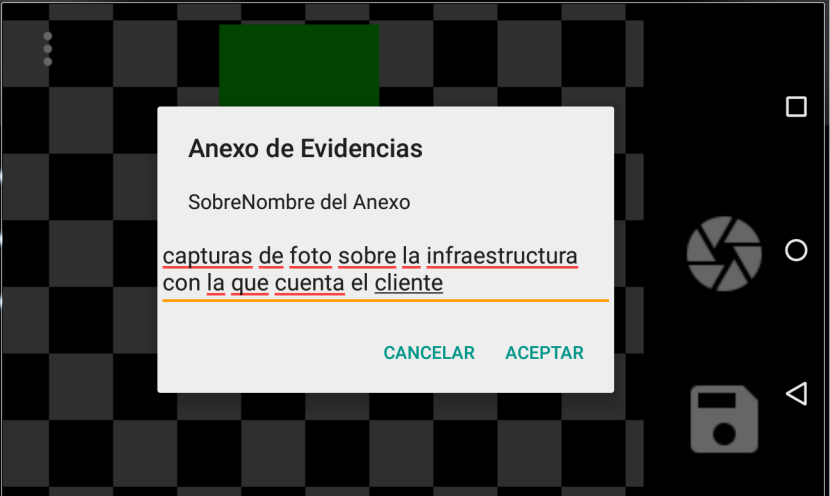 Anexo de Evidencias
SobreNombre del Anexo
capturas de foto sobre la infraestructura
con la que cuenta el cliente
CANCELAR ACEPTAR